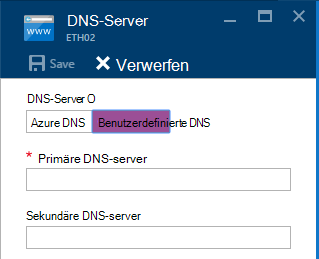 DNS-Server
ETH02
www
Save Verwerfen
DNS-Server O
Azure DNS Benutzerdefinierte DNS
* Primäre DNS-server
Sekundäre DNS-server